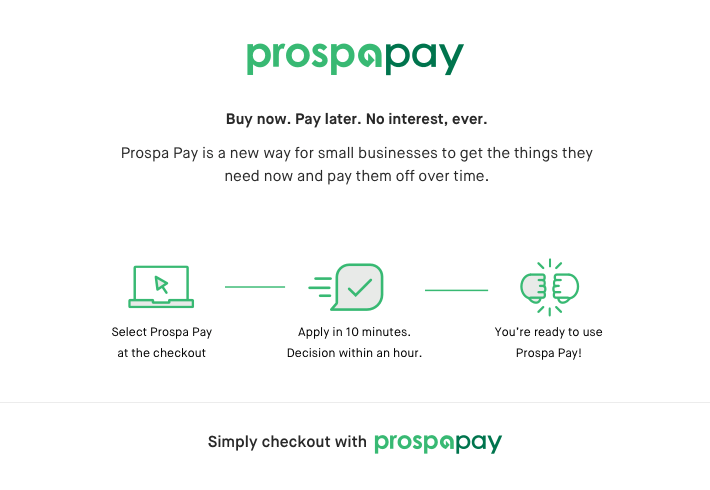 prospapay
Buy now. Pay later. No interest, ever.
Prospa Pay is a new way for small businesses to get the things they
need now and pay them off over time.
Select Prospa Pay
at the checkout
Apply in 10 minutes.
Decision within an hour.
You’re ready to use
Prospa Pay!
Simply checkout with prospapay